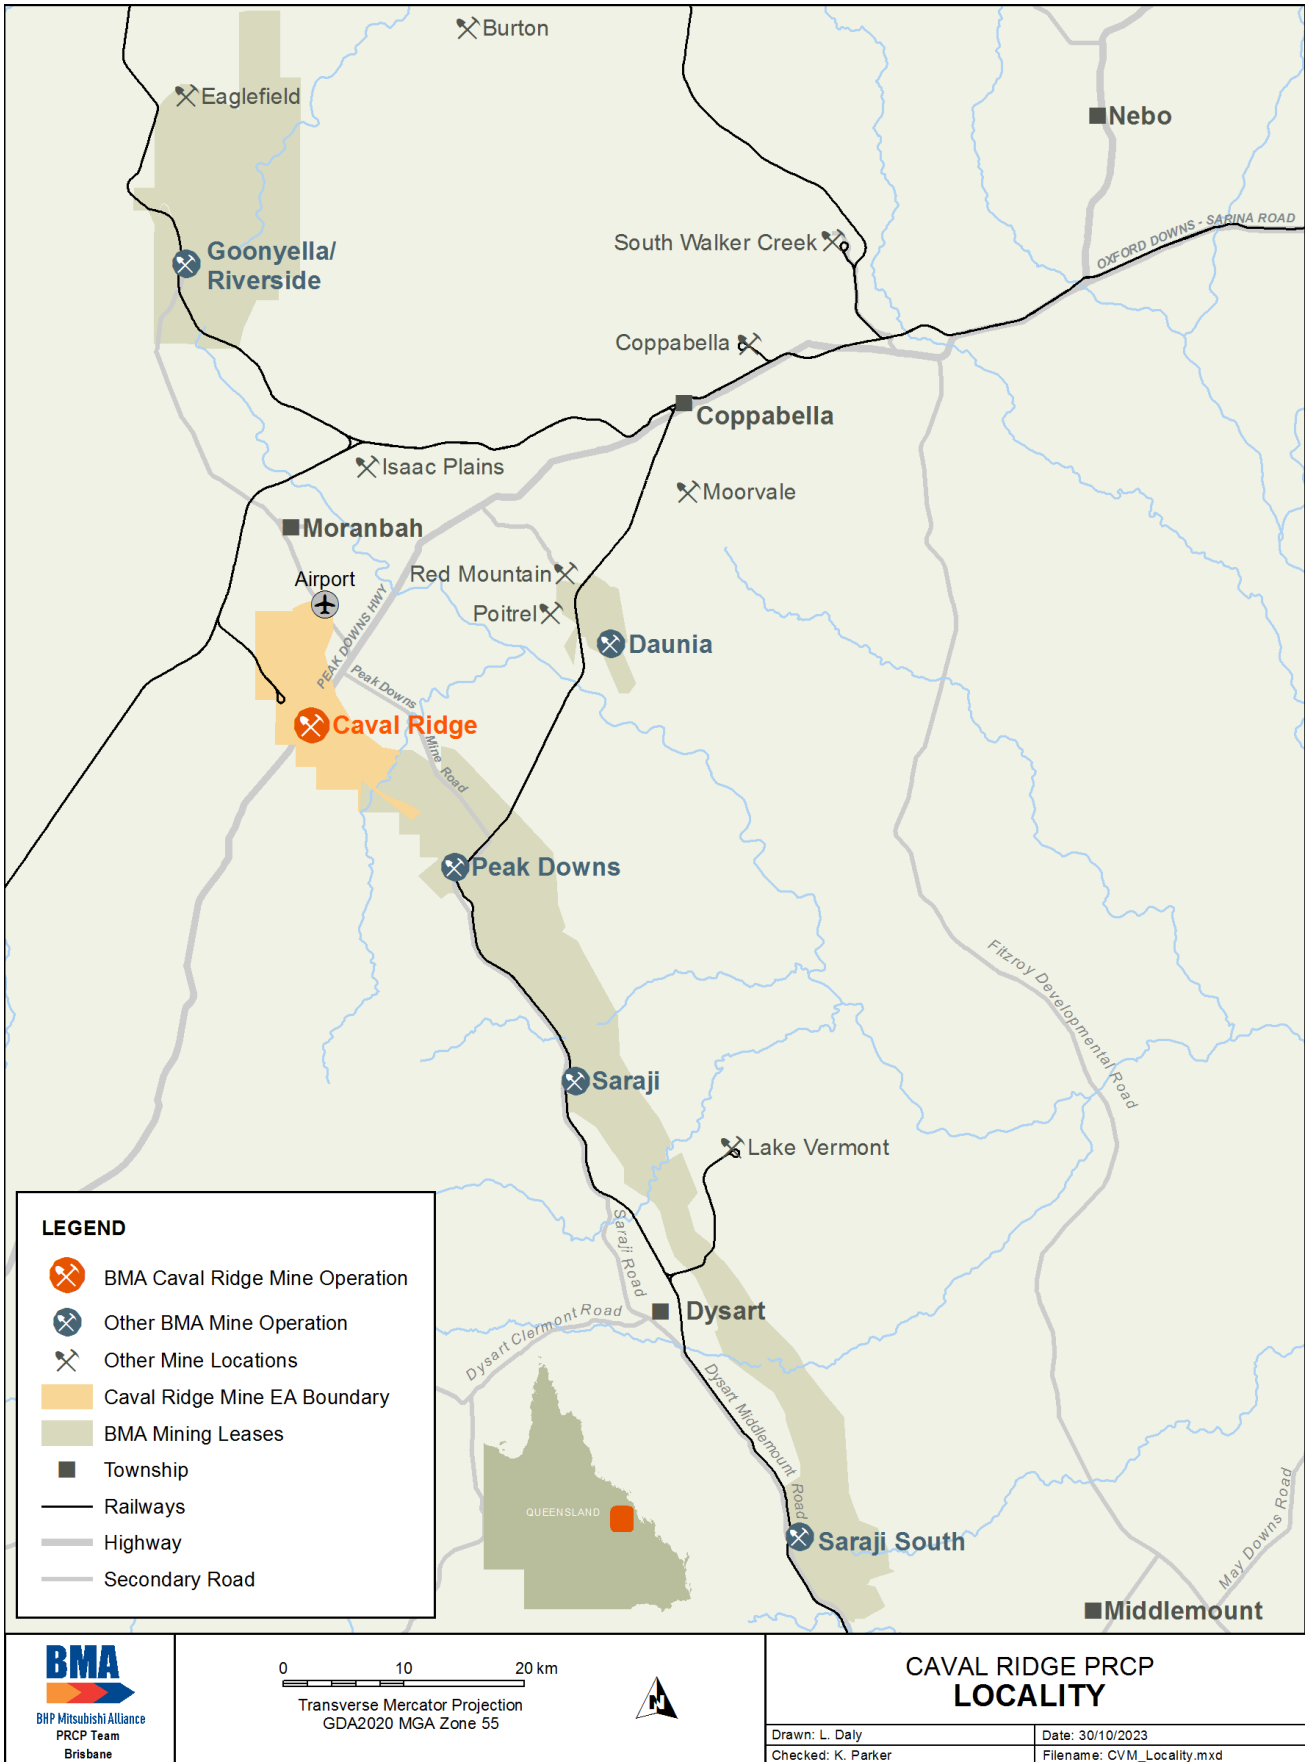 Burton
Eaglefield
Nebo
OXFORD DOWNS - SARINA ROAD
South Walker Creek
Goonyella/
Riverside
Coppabella
Coppabella
Isaac Plains
Moorvale
Moranbah
Airport
Red Mountain
Poitrel
PEAK DOWNS HWY
Daunia
Peak Downs
Mine Road
Caval Ridge
Peak Downs
Fitzroy Developmental Road
Saraji
Lake Vermont
Saraji Road
Dysart
Dysart Clermont Road
Dysart Middlemount Road
QUEENSLAND
Saraji South
May Downs Road
Middlemount
LEGEND
BMA Caval Ridge Mine Operation
Other BMA Mine Operation
Other Mine Locations
Caval Ridge Mine EA Boundary
BMA Mining Leases
Township
Railways
Highway
Secondary Road
BMA
BHP Mitsubishi Alliance
PRCP Team
Brisbane
0 10 20 km
Transverse Mercator Projection
GDA2020 MGA Zone 55
N
CAVAL RIDGE PRCP
LOCALITY
Drawn: L. Daly
Date: 30/10/2023
Checked: K. Parker
Filename: CVM_Locality.mxd